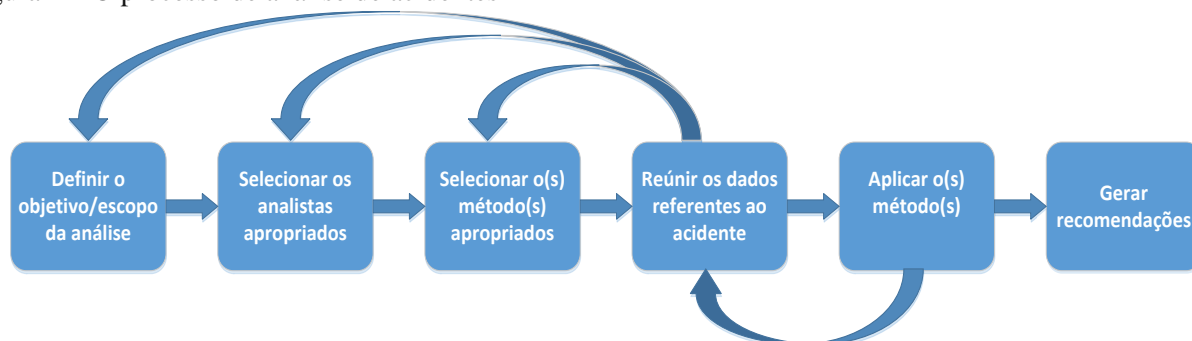 Definir o
objetivo/escopo
da análise
Selecionar os
analistas
apropriados
Selecionar o(s)
método(s)
apropriados
Reúnir os dados
referentes ao
acidente
Aplicar o(s)
método(s)
Gerar
recomendações